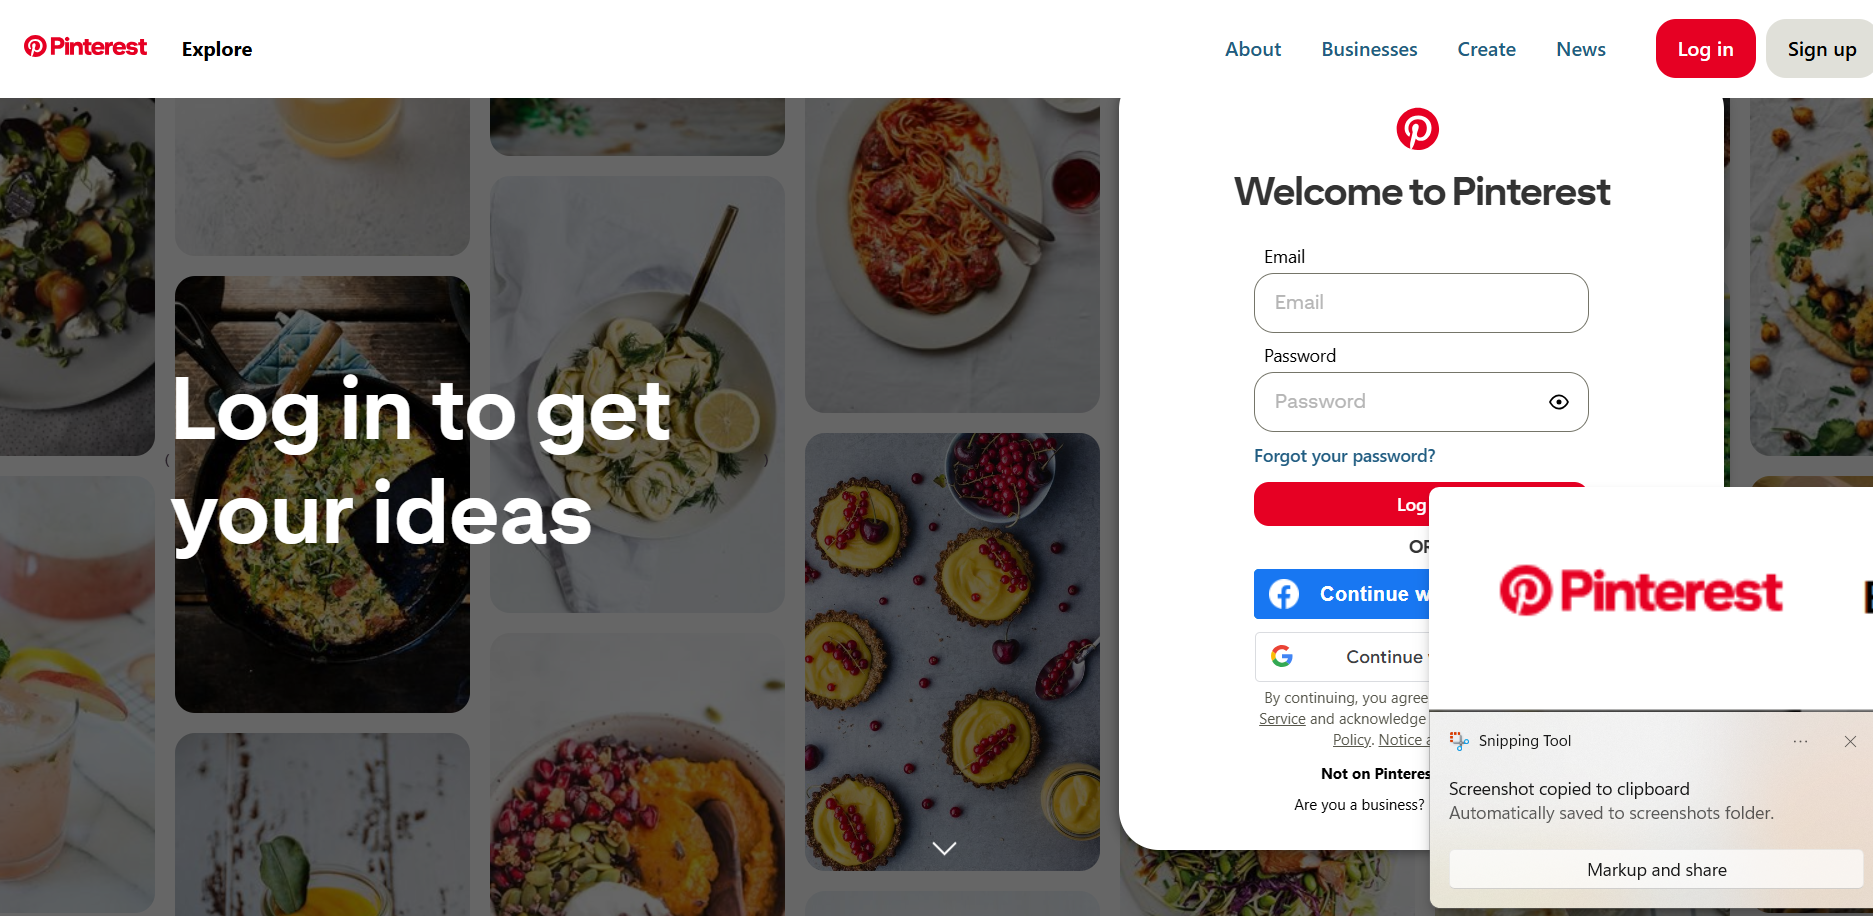 Pinterest
Explore
About
Businesses
Create
News
Log in
Sign up
Log in to get
your ideas
Welcome to Pinterest
Email
Email
Password
Password
Forgot your password?
Log
OR
Continue w
Continue
By continuing, you agree
Service and acknowledge
Policy. Notice a
Not on Pinteres
Are you a business?
Pinterest
Snipping Tool
Screenshot copied to clipboard
Automatically saved to screenshots folder.
Markup and share